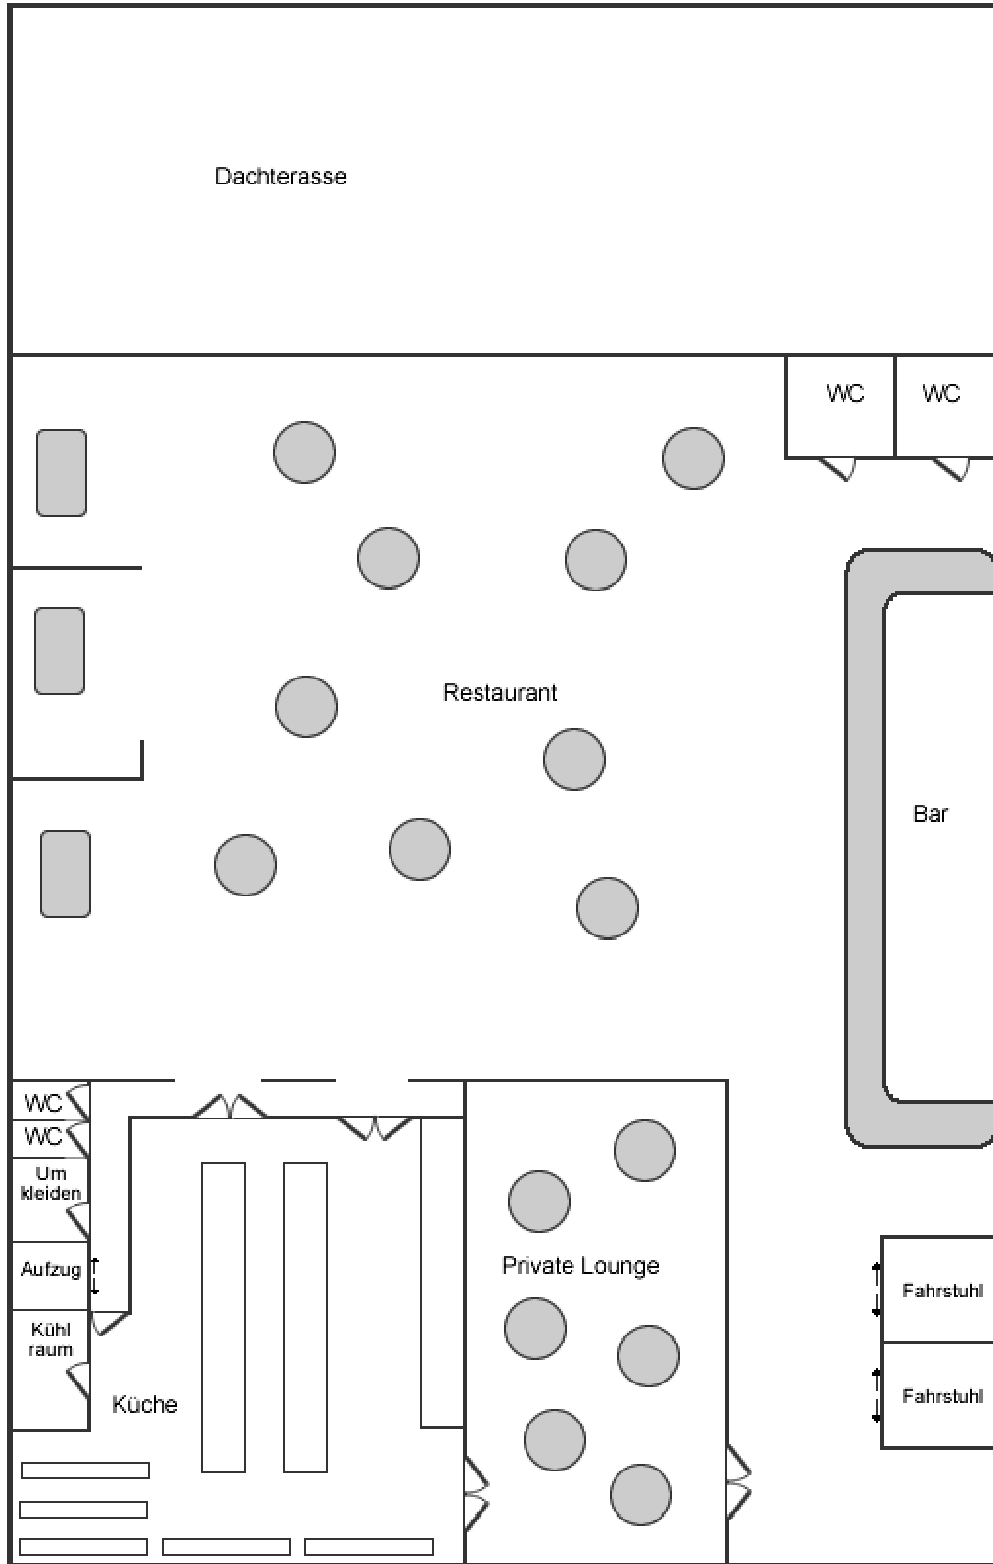 Dachterasse
WC
WC
Restaurant
Bar
WC
WC
Um
kleiden
Aufzug
Kühl
raum
Küche
Private Lounge
Fahrstuhl
Fahrstuhl